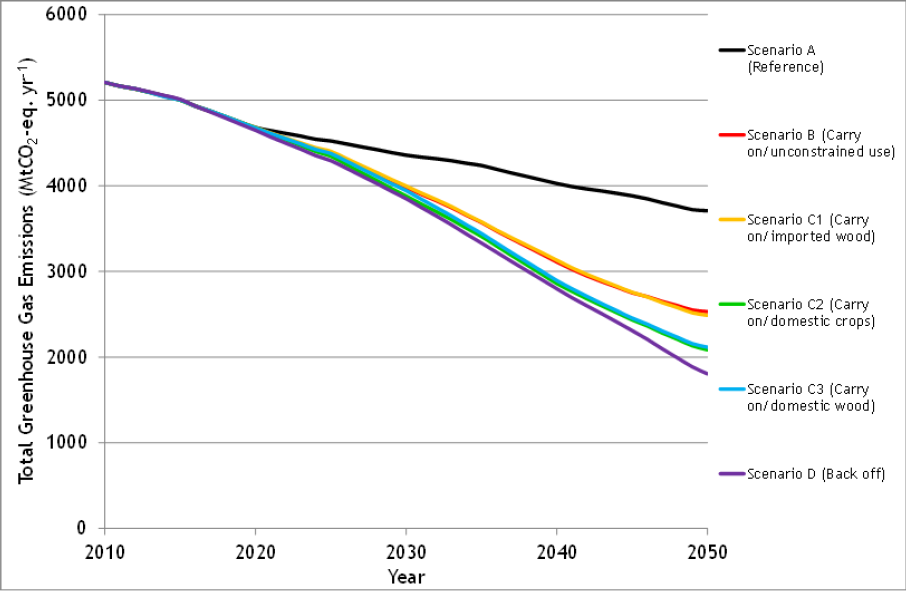 6000
5000
4000
3000
2000
1000
0
Total Greenhouse Gas Emissions (MtCO₂-eq. yr⁻¹)
2010 2020 2030 2040 2050
Year
Scenario A
(Reference)
Scenario B (Carry
on/unconstrained use)
Scenario C1 (Carry
on/imported wood)
Scenario C2 (Carry
on/domestic crops)
Scenario C3 (Carry
on/domestic wood)
Scenario D (Back off)